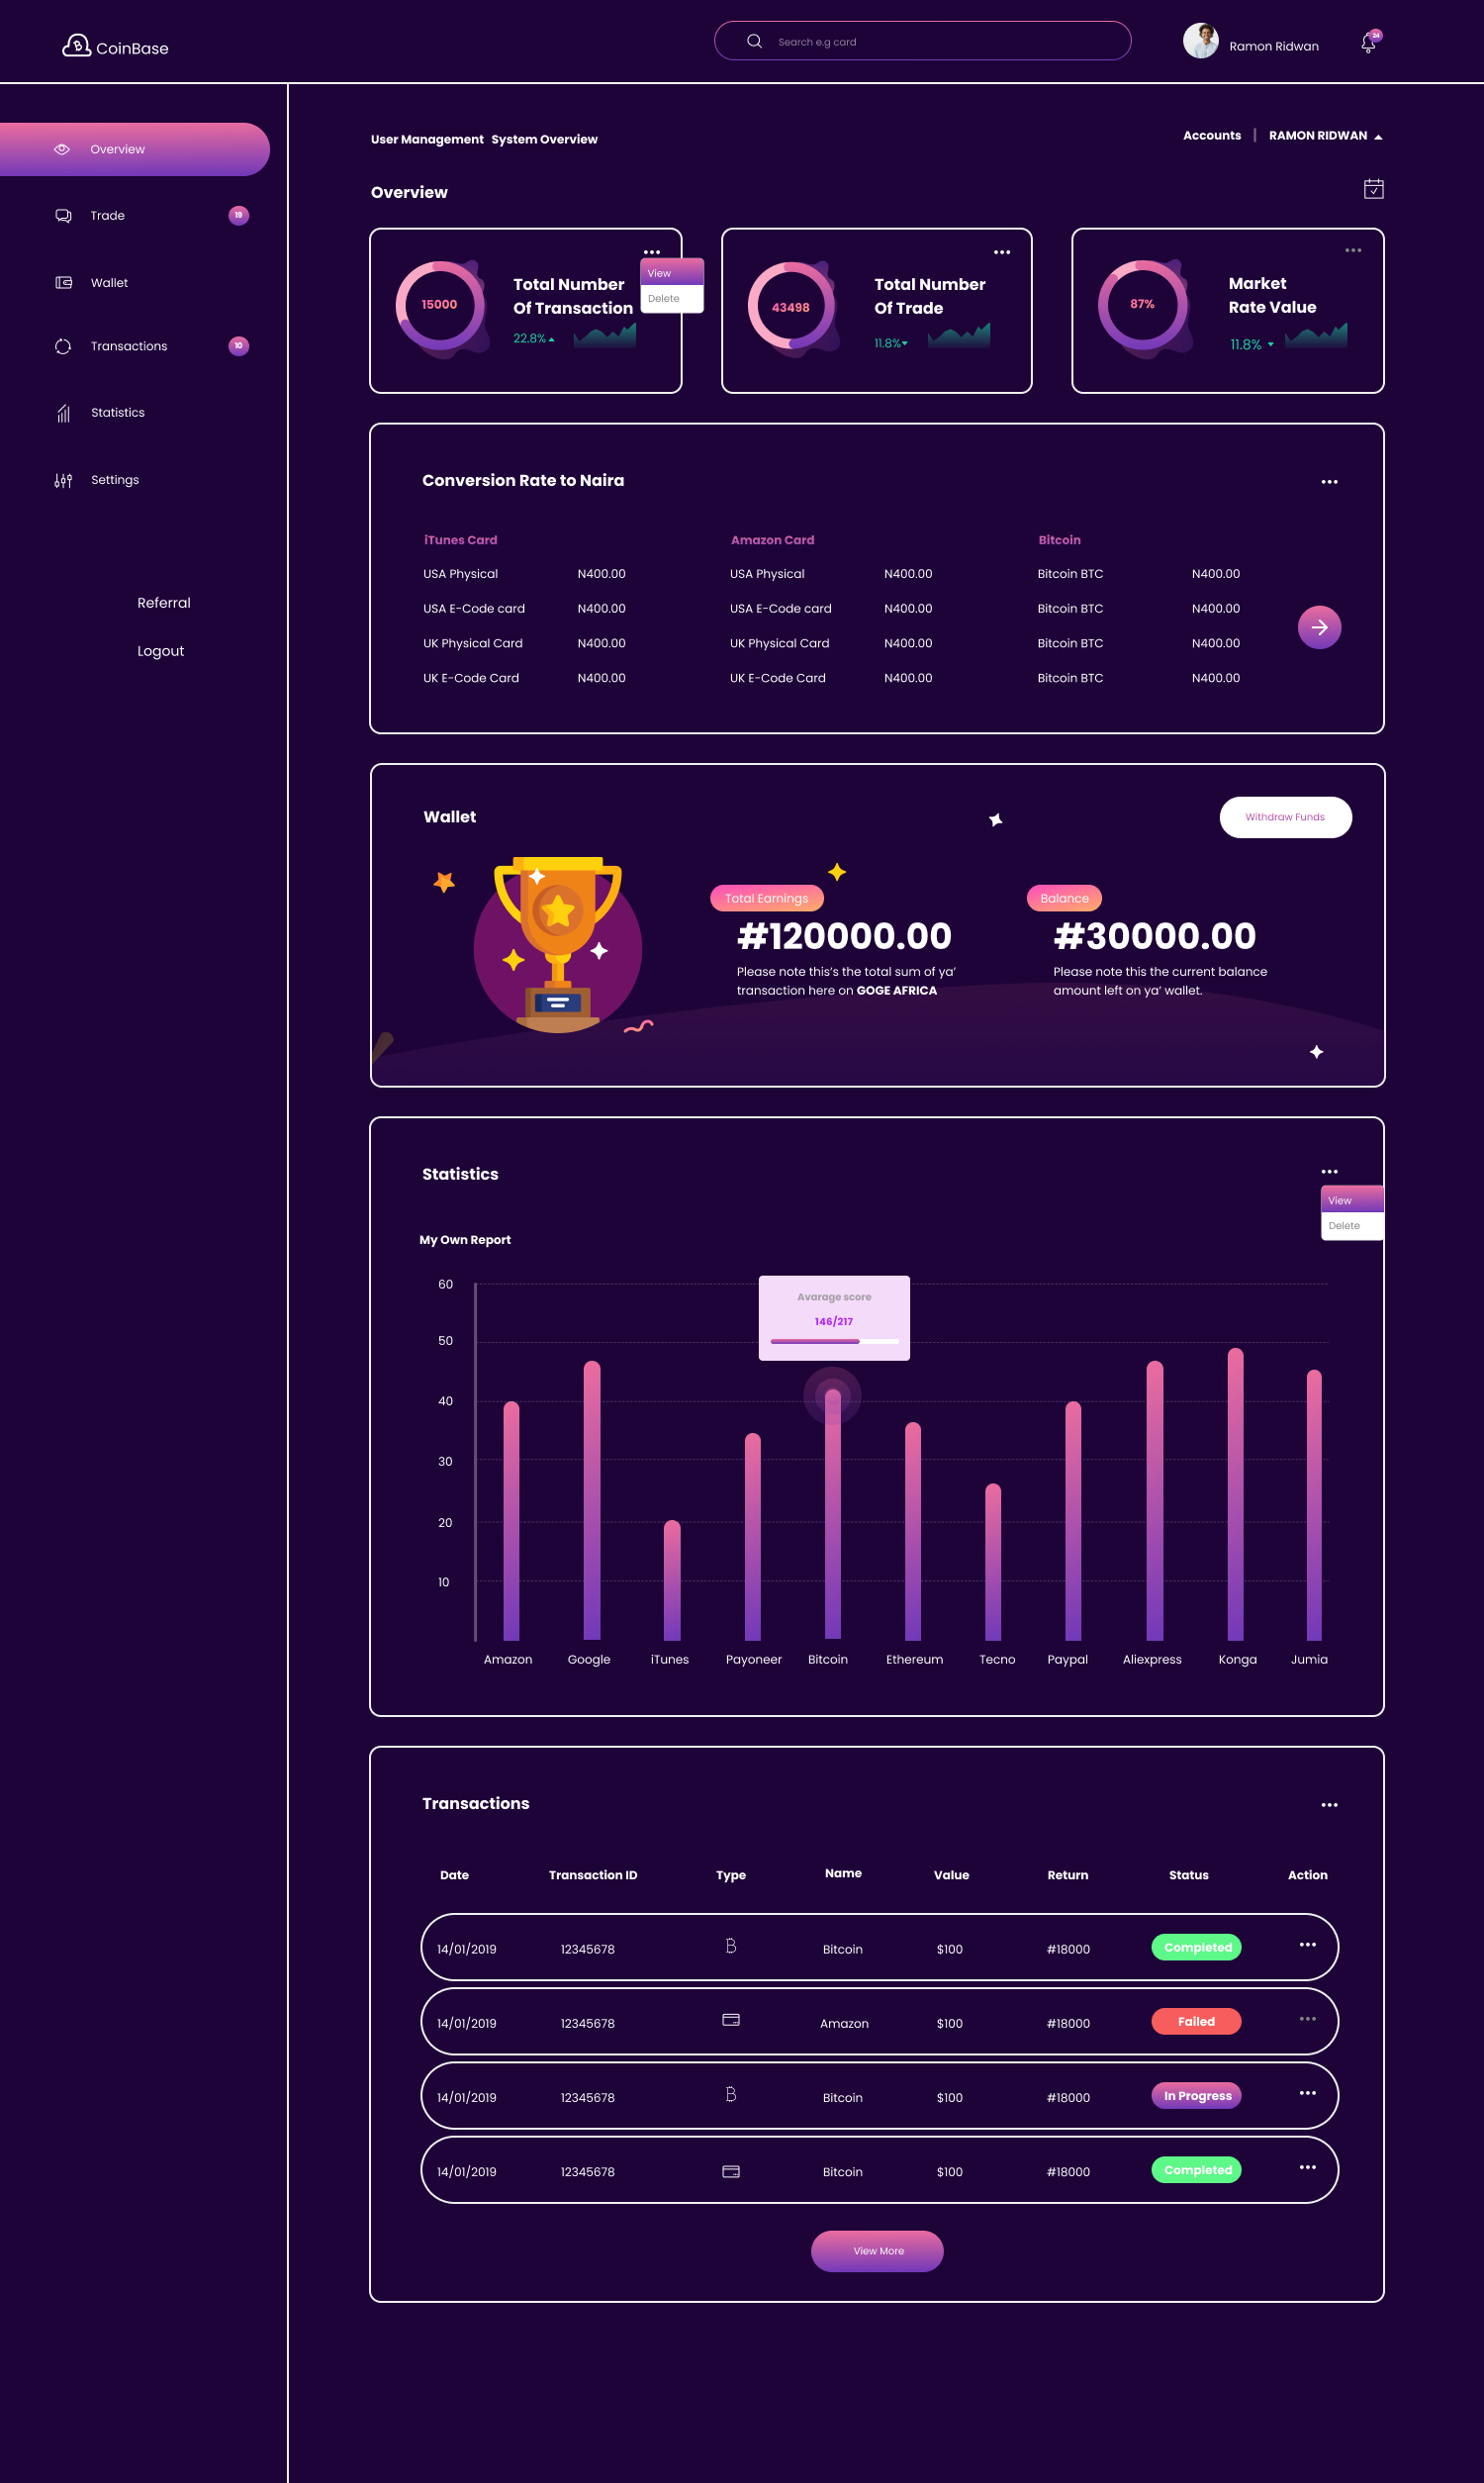 CoinBase
Search e.g card
Ramon Ridwan
24
Overview
Trade
19
Wallet
Transactions
10
Statistics
Settings
Referral
Logout
User Management System Overview
Accounts | RAMON RIDWAN
Overview
15000
Total Number
Of Transaction
22.8%
View
Delete
43498
Total Number
Of Trade
11.8%
87%
Market
Rate Value
11.8%
Conversion Rate to Naira
iTunes Card
Amazon Card
Bitcoin
USA Physical N400.00 USA Physical N400.00 Bitcoin BTC N400.00
USA E-Code card N400.00 USA E-Code card N400.00 Bitcoin BTC N400.00
UK Physical Card N400.00 UK Physical Card N400.00 Bitcoin BTC N400.00
UK E-Code Card N400.00 UK E-Code Card N400.00 Bitcoin BTC N400.00
Wallet
Withdraw Funds
Total Earnings
#120000.00
Please note this's the total sum of ya'
transaction here on GOGE AFRICA
Balance
#30000.00
Please note this the current balance
amount left on ya' wallet.
Statistics
View
Delete
My Own Report
60
50
40
30
20
10
Avarage score
146/217
Amazon Google iTunes Payoneer Bitcoin Ethereum Tecno Paypal Aliexpress Konga Jumia
Transactions
Date Transaction ID Type Name Value Return Status Action
14/01/2019 12345678 Bitcoin $100 #18000 Completed
14/01/2019 12345678 Amazon $100 #18000 Failed
14/01/2019 12345678 Bitcoin $100 #18000 In Progress
14/01/2019 12345678 Bitcoin $100 #18000 Completed
View More